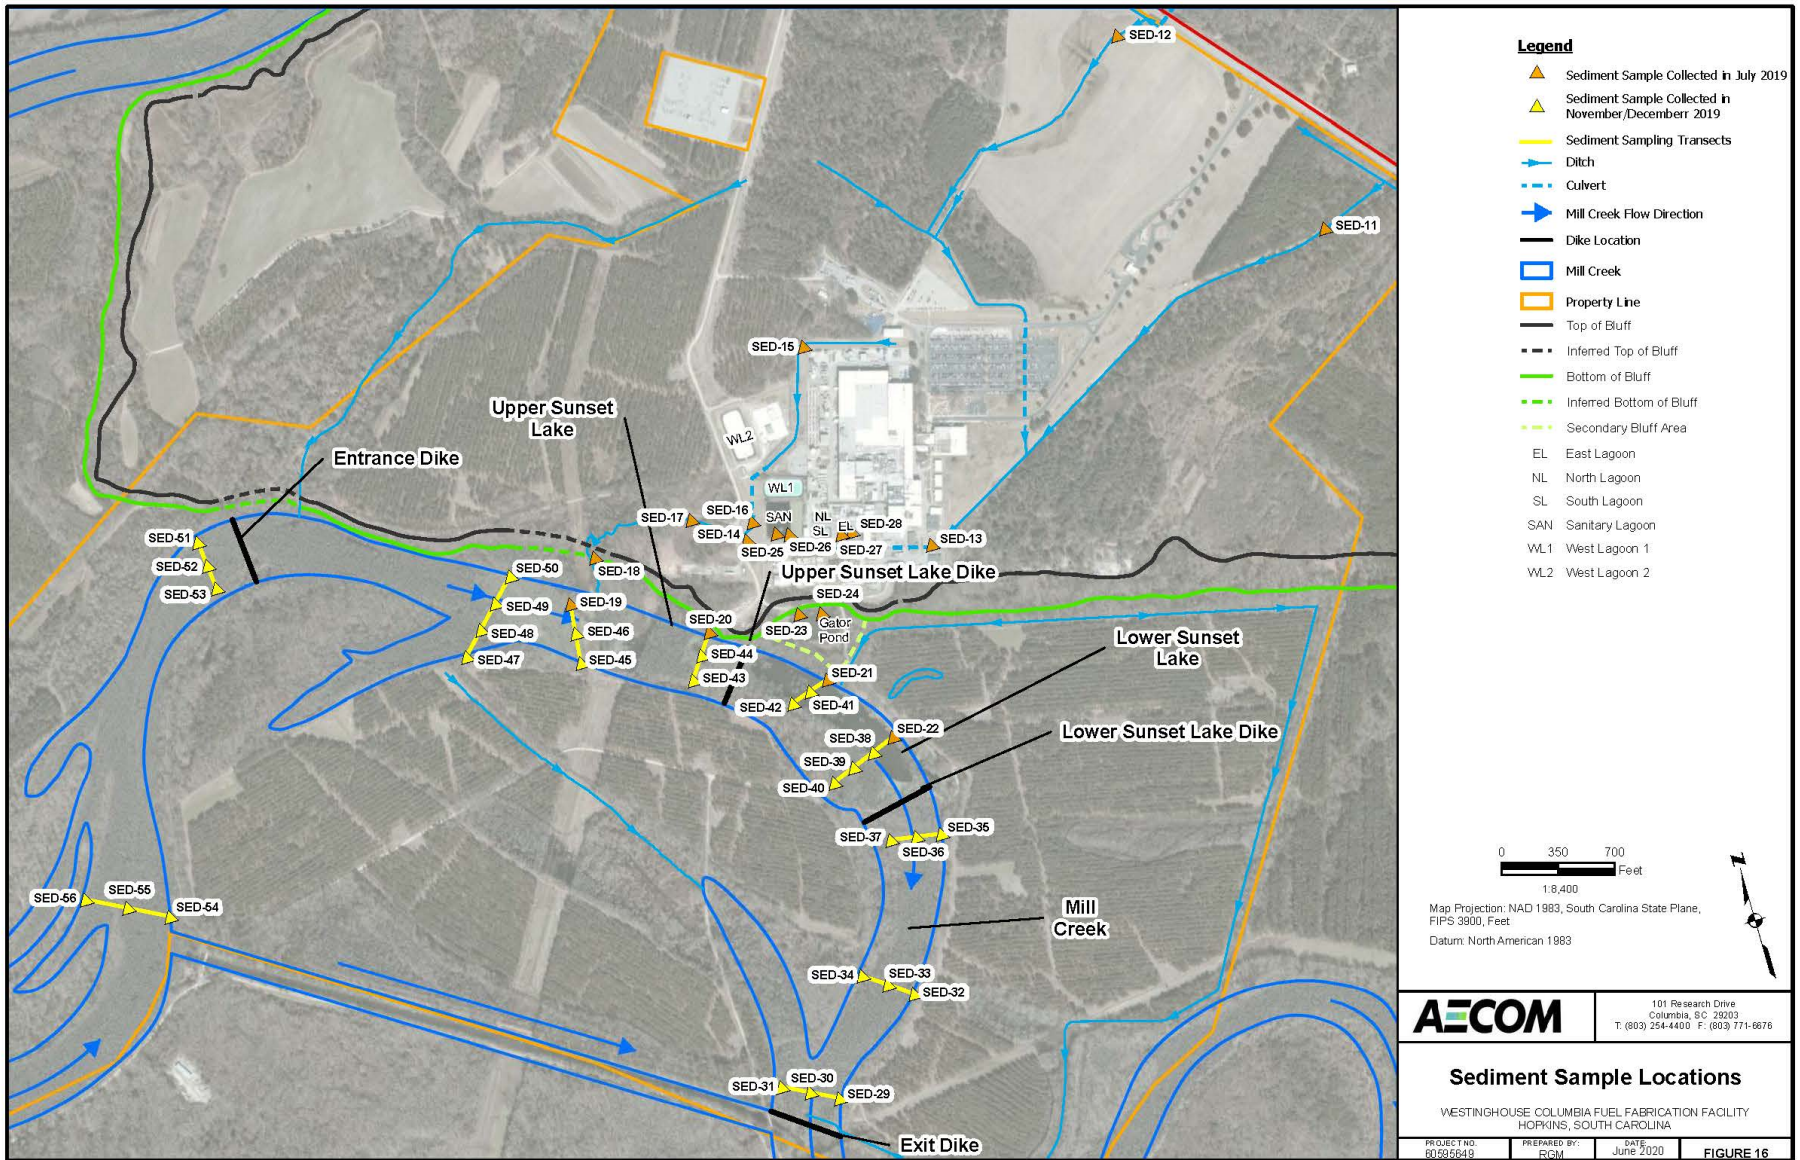 SED-12
SED-11
SED-15
Upper Sunset
Lake
WL2
Entrance Dike
WL1
SED-17
SED-16
SAN
NL
SL
EL
SED-28
SED-14
SED-25
SED-26
SED-27
SED-13
SED-51
SED-52
SED-53
SED-50
SED-18
Upper Sunset Lake Dike
SED-49
SED-19
SED-24
SED-20
SED-23
Gator
Pond
SED-48
SED-46
SED-47
SED-45
SED-44
SED-43
Lower Sunset
Lake
SED-21
SED-42
SED-41
SED-22
SED-38
Lower Sunset Lake Dike
SED-39
SED-40
SED-37
SED-35
SED-36
SED-56
SED-55
SED-54
Mill
Creek
SED-34
SED-33
SED-32
SED-31
SED-30
SED-29
Exit Dike
Legend
Sediment Sample Collected in July 2019
Sediment Sample Collected in
November/Decemberr 2019
Sediment Sampling Transects
Ditch
Culvert
Mill Creek Flow Direction
Dike Location
Mill Creek
Property Line
Top of Bluff
Inferred Top of Bluff
Bottom of Bluff
Inferred Bottom of Bluff
Secondary Bluff Area
EL East Lagoon
NL North Lagoon
SL South Lagoon
SAN Sanitary Lagoon
WL1 West Lagoon 1
WL2 West Lagoon 2
0 350 700
Feet
1:8,400
N
Map Projection: NAD 1983, South Carolina State Plane,
FIPS 3900, Feet
Datum: North American 1983
AECOM
101 Research Drive
Columbia, SC 29203
T: (803) 254-4400 F: (803) 771-6676
Sediment Sample Locations
WESTINGHOUSE COLUMBIA FUEL FABRICATION FACILITY
HOPKINS, SOUTH CAROLINA
PROJECT NO.
60595649
PREPARED BY:
RGM
DATE:
June 2020
FIGURE 16